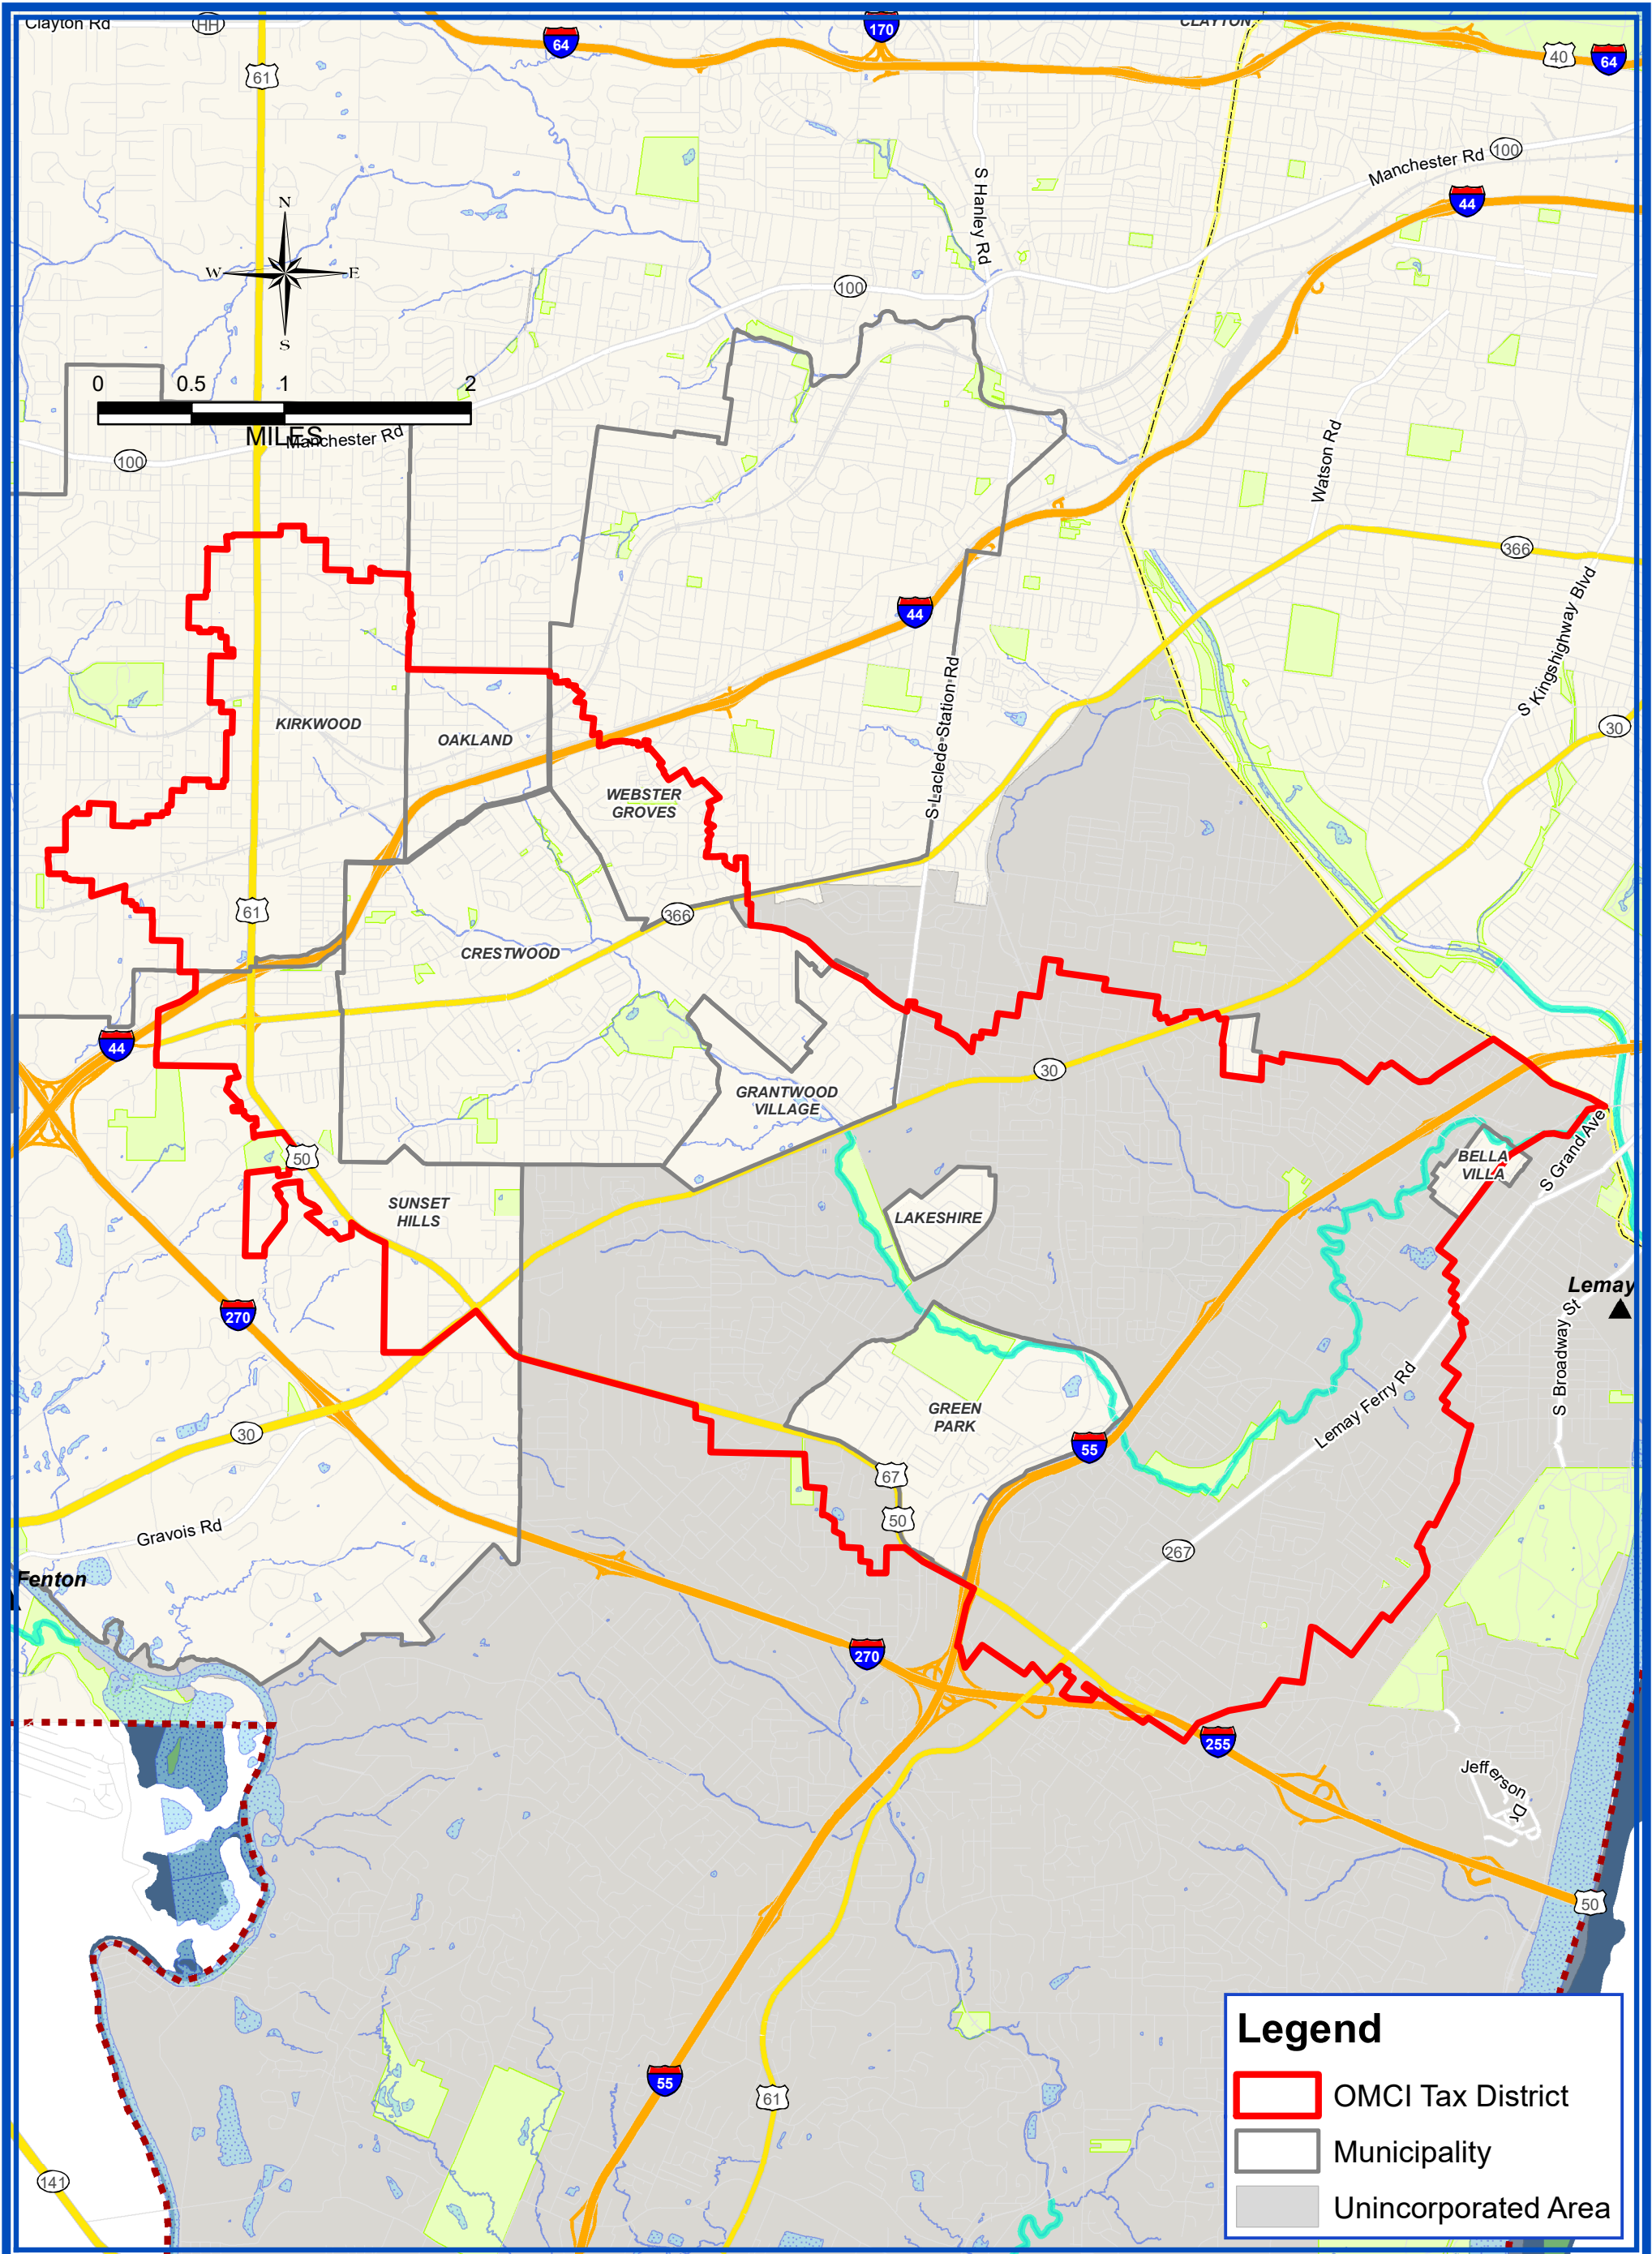 Clayton Rd
HH
61
64
170
CLAYTON
40
64
Manchester Rd
100
44
S Hanley Rd
100
N
W
E
S
0
0.5
1
2
MILES
Manchester Rd
100
Watson Rd
366
S Kingshighway Blvd
44
S Laclede Station Rd
30
KIRKWOOD
OAKLAND
WEBSTER
GROVES
61
366
CRESTWOOD
44
30
GRANTWOOD
VILLAGE
50
BELLA
VILLA
S Grand Ave
SUNSET
HILLS
LAKESHIRE
Lemay
270
S Broadway St
Lemay Ferry Rd
GREEN
PARK
30
55
67
50
Gravois Rd
267
Fenton
270
255
Jefferson Dr
50
55
61
141
Legend
OMCI Tax District
Municipality
Unincorporated Area